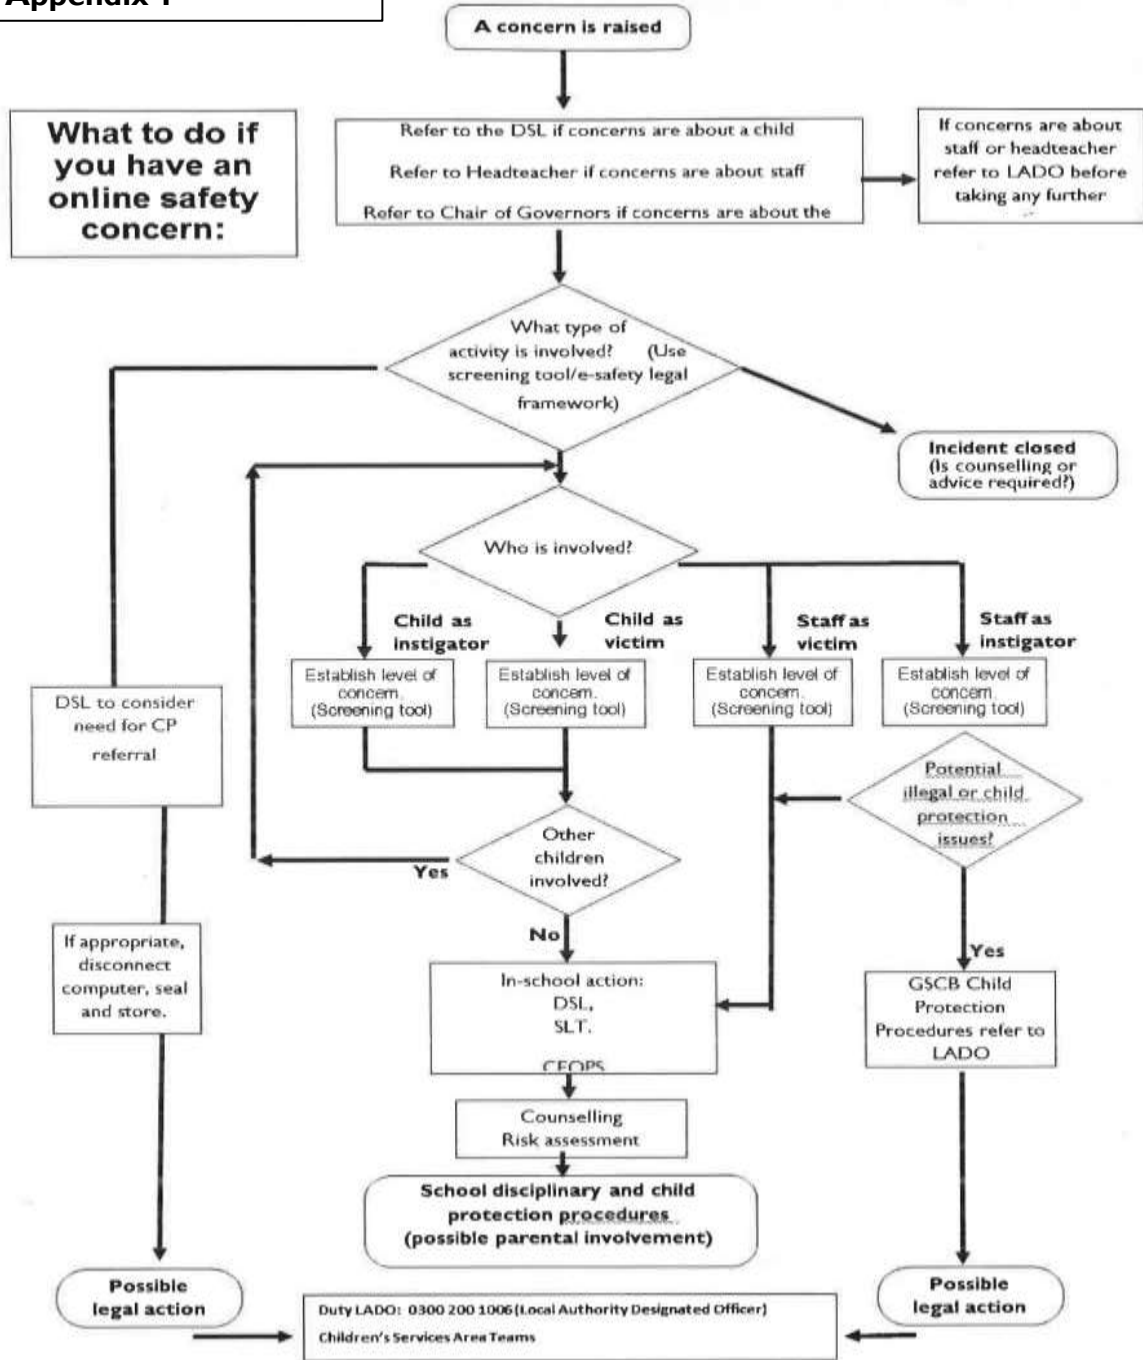 Appendix
A concern is raised
What to do if
you have an
online safety
concern:
Refer to the DSL if concerns are about a child
Refer to Headteacher if concerns are about staff
Refer to Chair of Governors if concerns are about the
If concerns are about
staff or headteacher
refer to LADO before
taking any further
What type of
activity is involved? (Use
screening tool/e-safety legal
framework)
Incident closed
(Is counselling or
advice required?)
Who is involved?
Child as
instigator
Child as
victim
Staff as
victim
Staff as
instigator
Establish level of
concern.
(Screening tool)
Establish level of
concern.
(Screening tool)
Establish level of
concern.
(Screening tool)
Establish level of
concern.
(Screening tool)
DSL to consider
need for CP
referral
Potential
illegal or child
protection
issues?
Other
children
involved?
Yes
No
Yes
If appropriate,
disconnect
computer, seal
and store.
In-school action:
DSL,
SLT.
CEOPS
GSCB Child
Protection
Procedures refer to
LADO
Counselling
Risk assessment
School disciplinary and child
protection procedures
(possible parental involvement)
Possible
legal action
Possible
legal action
Duty LADO: 0300 200 1006(Local Authority Designated Officer)
Children's Services Area Teams